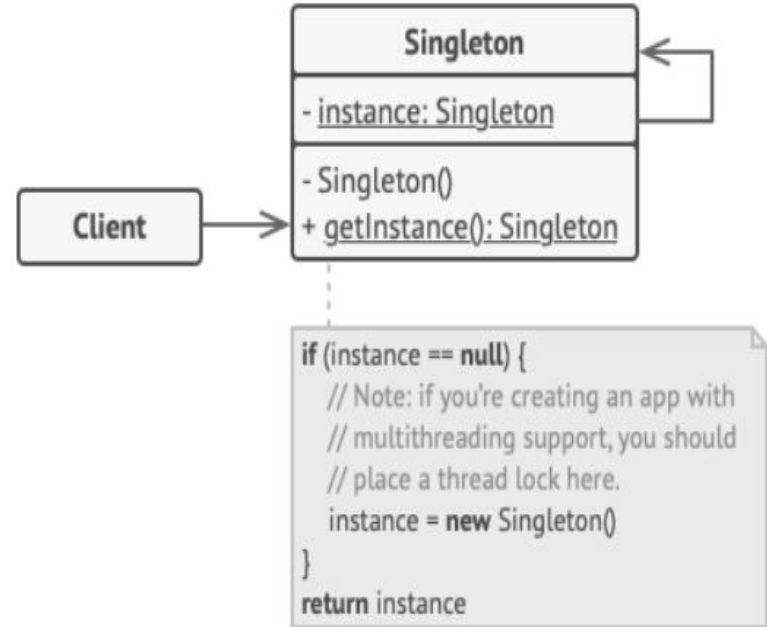 Singleton
- instance: Singleton
- Singleton()
+ getInstance(): Singleton
Client
if (instance == null) {
// Note: if you're creating an app with
// multithreading support, you should
// place a thread lock here.
instance = new Singleton()
}
return instance